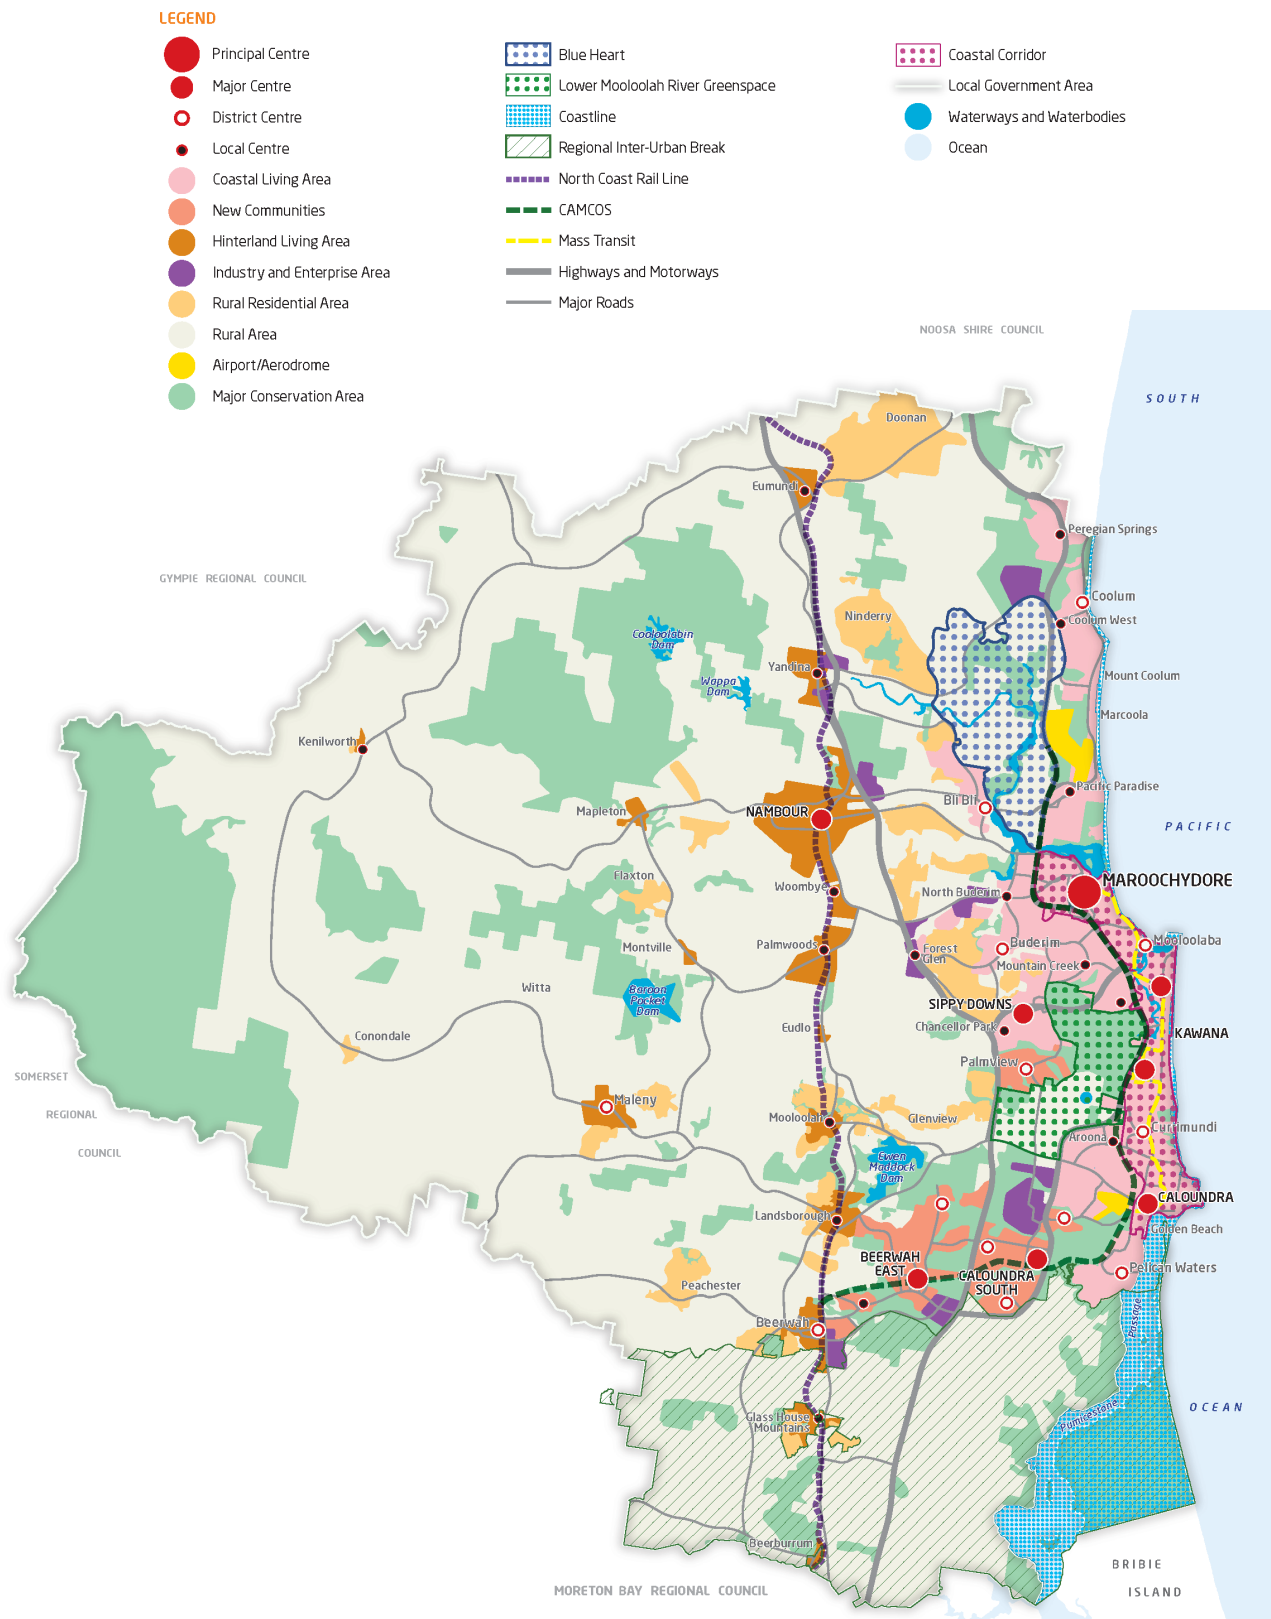 LEGEND
Principal Centre
Major Centre
District Centre
Local Centre
Coastal Living Area
New Communities
Hinterland Living Area
Industry and Enterprise Area
Rural Residential Area
Rural Area
Airport/Aerodrome
Major Conservation Area
Blue Heart
Lower Mooloolah River Greenspace
Coastline
Regional Inter-Urban Break
North Coast Rail Line
CAMCOS
Mass Transit
Highways and Motorways
Major Roads
Coastal Corridor
Local Government Area
Waterways and Waterbodies
Ocean
NOOSA SHIRE COUNCIL
SOUTH
Doonan
Eumundi
Peregian Springs
GYMPIE REGIONAL COUNCIL
Coolum
Ninderry
Coolum West
Cooloolabin
Dam
Yandina
Mount Coolum
Wappa
Dam
Marcoola
Kenilworth
Pacific Paradise
Bli Bli
Mapleton
NAMBOUR
PACIFIC
Flaxton
Woombye
North Buderim
MAROOCHYDORE
Montville
Palmwoods
Forest
Glen
Buderim
Mooloolaba
Mountain Creek
Witta
Baroon
Pocket
Dam
SIPPY DOWNS
Eudlo
Chancellor Park
KAWANA
Conondale
Palmview
SOMERSET
REGIONAL
COUNCIL
Maleny
Mooloolah
Glenview
Aroona
Currimundi
Ewen
Maddock
Dam
CALOUNDRA
Landsborough
Golden Beach
BEERWAH
EAST
CALOUNDRA
SOUTH
Pelican Waters
Peachester
Beerwah
Passage
Pumicestone
OCEAN
Glass House
Mountains
Beerburrum
BRIBIE
ISLAND
MORETON BAY REGIONAL COUNCIL